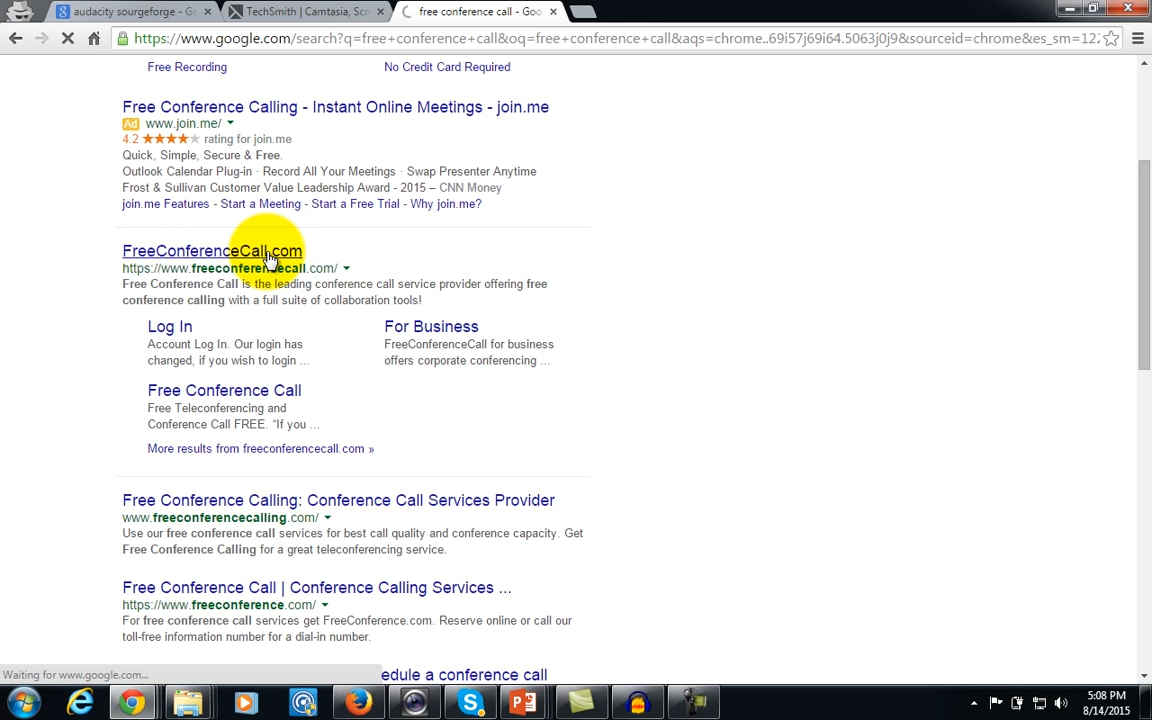 audacity sourgeforge - Go
TechSmith | Camtasia, Scr
free conference call - Goo
https://www.google.com/search?q=free+conference+call&oq=free+conference+call&aqs=chrome..69i57j69i64.5063j0j9&sourceid=chrome&es_sm=122
Free Recording
No Credit Card Required
Free Conference Calling - Instant Online Meetings - join.me
Ad www.join.me/
4.2 rating for join.me
Quick, Simple, Secure & Free.
Outlook Calendar Plug-in · Record All Your Meetings · Swap Presenter Anytime
Frost & Sullivan Customer Value Leadership Award - 2015 – CNN Money
join.me Features - Start a Meeting - Start a Free Trial - Why join.me?
FreeConferenceCall.com
https://www.freeconferencecall.com/
Free Conference Call is the leading conference call service provider offering free
conference calling with a full suite of collaboration tools!
Log In
Account Log In. Our login has
changed, if you wish to login ...
For Business
FreeConferenceCall for business
offers corporate conferencing ...
Free Conference Call
Free Teleconferencing and
Conference Call FREE. “If you ...
More results from freeconferencecall.com »
Free Conference Calling: Conference Call Services Provider
www.freeconferencecalling.com/
Use our free conference call services for best call quality and conference capacity. Get
Free Conference Calling for a great teleconferencing service.
Free Conference Call | Conference Calling Services ...
https://www.freeconference.com/
For free conference call services get FreeConference.com. Reserve online or call our
toll-free information number for a dial-in number.
edule a conference call
Waiting for www.google.com...
5:08 PM
8/14/2015